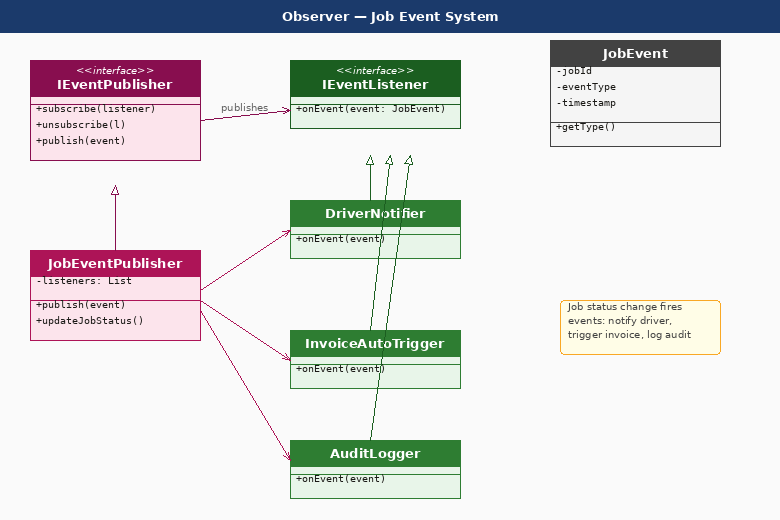 Observer — Job Event System
<<interface>>
IEventPublisher
+subscribe(listener)
+unsubscribe(l)
+publish(event)
publishes
<<interface>>
IEventListener
+onEvent(event: JobEvent)
JobEvent
-jobId
-eventType
-timestamp
+getType()
DriverNotifier
+onEvent(event)
JobEventPublisher
-listeners: List
+publish(event)
+updateJobStatus()
Job status change fires
events: notify driver,
trigger invoice, log audit
InvoiceAutoTrigger
+onEvent(event)
AuditLogger
+onEvent(event)